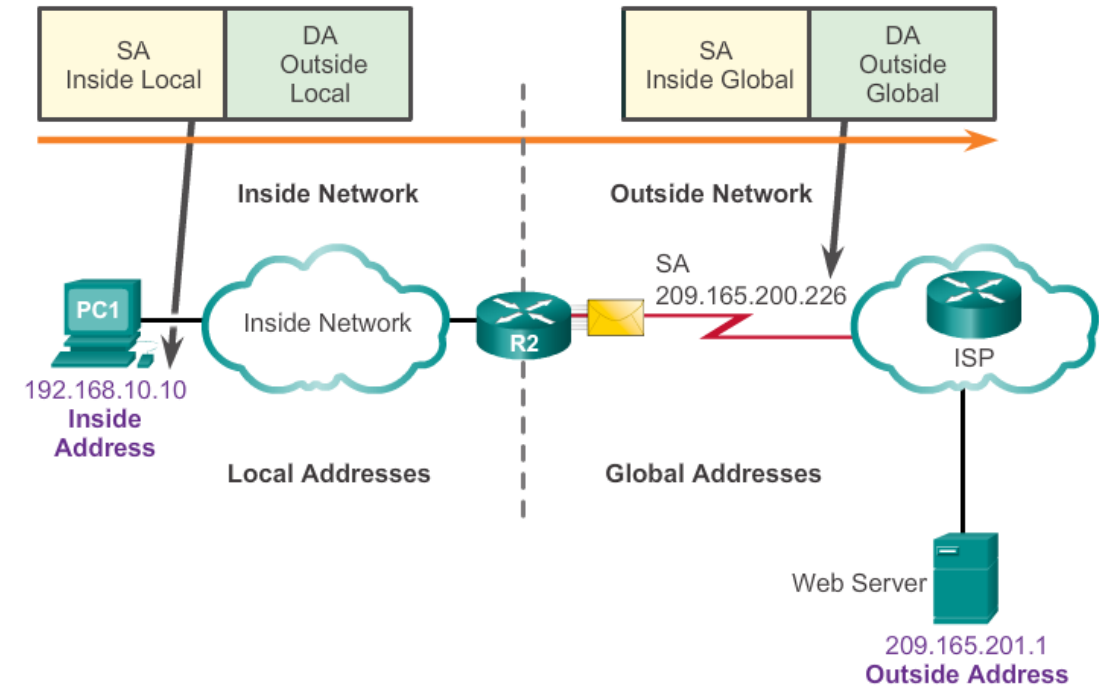 SA
Inside Local
DA
Outside
Local
SA
Inside Global
DA
Outside
Global
Inside Network
Outside Network
PC1
Inside Network
R2
SA
209.165.200.226
ISP
192.168.10.10
Inside
Address
Local Addresses
Global Addresses
Web Server
209.165.201.1
Outside Address